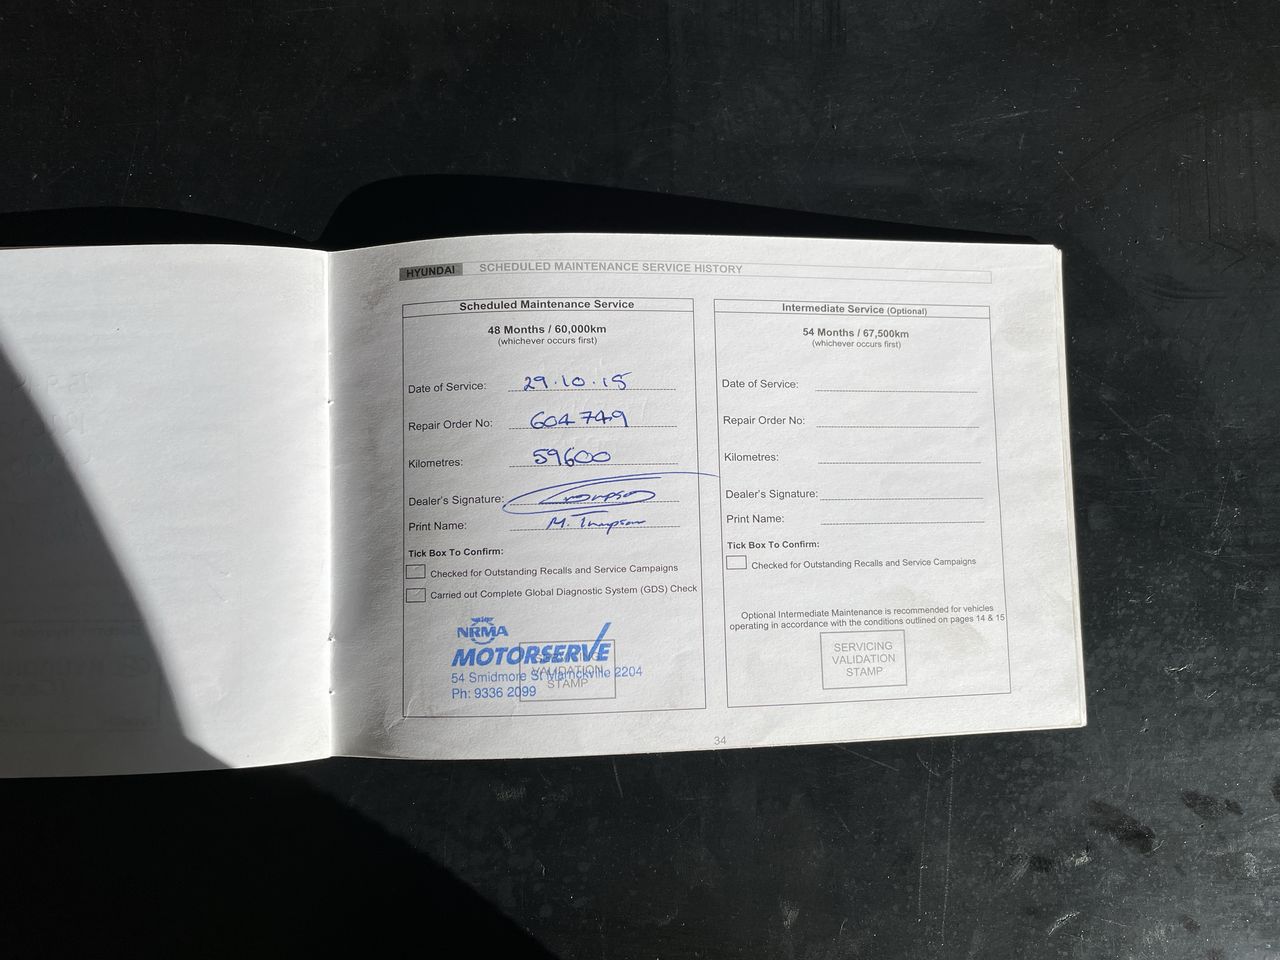 HYUNDAI SCHEDULED MAINTENANCE SERVICE HISTORY
Scheduled Maintenance Service
48 Months / 60,000km
(whichever occurs first)
Date of Service: 29.10.15
Repair Order No: 604749
Kilometres: 59600
Dealer's Signature:
Print Name: M. Thompson
Tick Box To Confirm:
Checked for Outstanding Recalls and Service Campaigns
Carried out Complete Global Diagnostic System (GDS) Check
NRMA
MOTORSERVE
54 Smidmore St Marrickville 2204
Ph: 9336 2099
SERVICING
VALIDATION
STAMP
Intermediate Service (Optional)
54 Months / 67,500km
(whichever occurs first)
Date of Service:
Repair Order No:
Kilometres:
Dealer's Signature:
Print Name:
Tick Box To Confirm:
Checked for Outstanding Recalls and Service Campaigns
Optional Intermediate Maintenance is recommended for vehicles
operating in accordance with the conditions outlined on pages 14 & 15
SERVICING
VALIDATION
STAMP
34